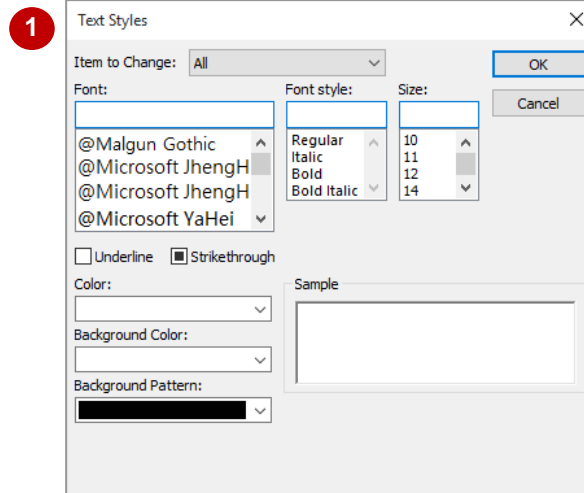 1
Text Styles
Item to Change: All
OK
Font:
Font style:
Size:
Cancel
@Malgun Gothic
@Microsoft JhengH
@Microsoft JhengH
@Microsoft YaHei
Regular
Italic
Bold
Bold Italic
10
11
12
14
Underline
Strikethrough
Color:
Sample
Background Color:
Background Pattern: